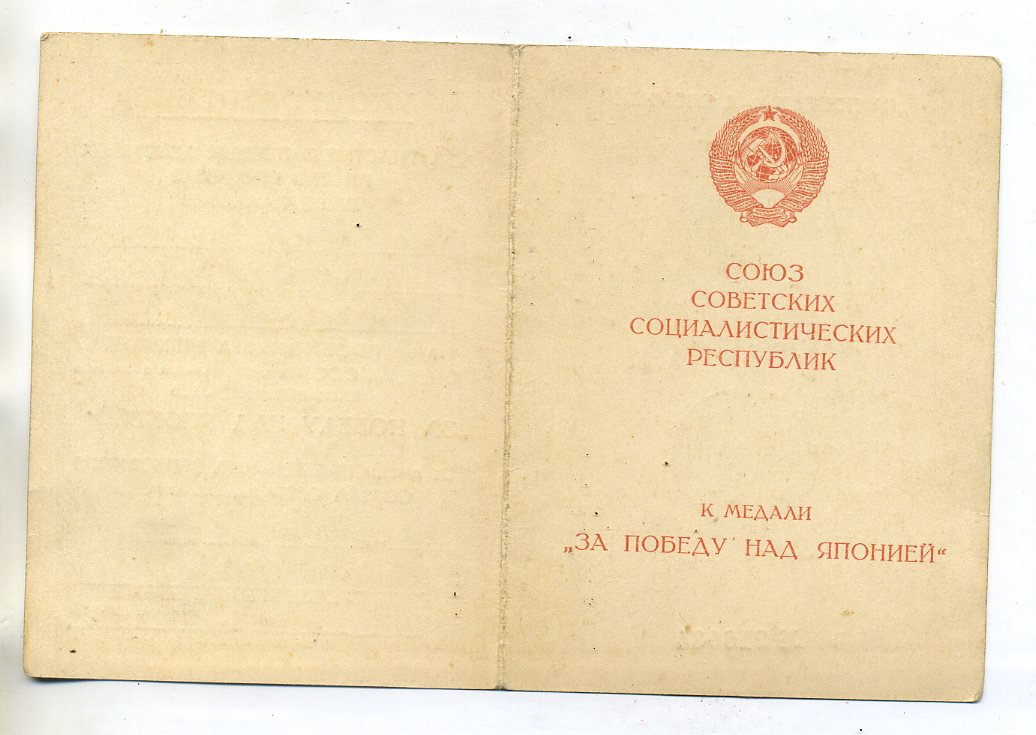 СОЮЗ
СОВЕТСКИХ
СОЦИАЛИСТИЧЕСКИХ
РЕСПУБЛИК
К МЕДАЛИ
„ЗА ПОБЕДУ НАД ЯПОНИЕЙ“